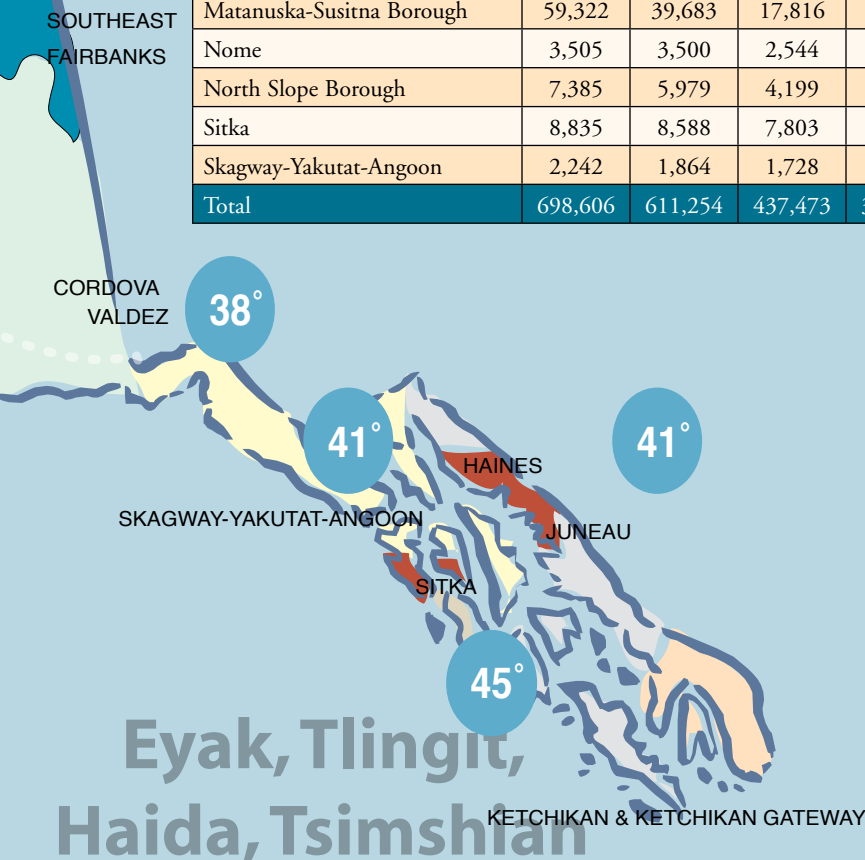 Matanuska-Susitna Borough 59,322 39,683 17,816
SOUTHEAST
FAIRBANKS
Nome 3,505 3,500 2,544
North Slope Borough 7,385 5,979 4,199
Sitka 8,835 8,588 7,803
Skagway-Yakutat-Angoon 2,242 1,864 1,728
Total 698,606 611,254 437,473
CORDOVA
VALDEZ
38°
41°
41°
HAINES
SKAGWAY-YAKUTAT-ANGOON
JUNEAU
SITKA
45°
Eyak, Tlingit,
Haida, Tsimshian
KETCHIKAN & KETCHIKAN GATEWAY